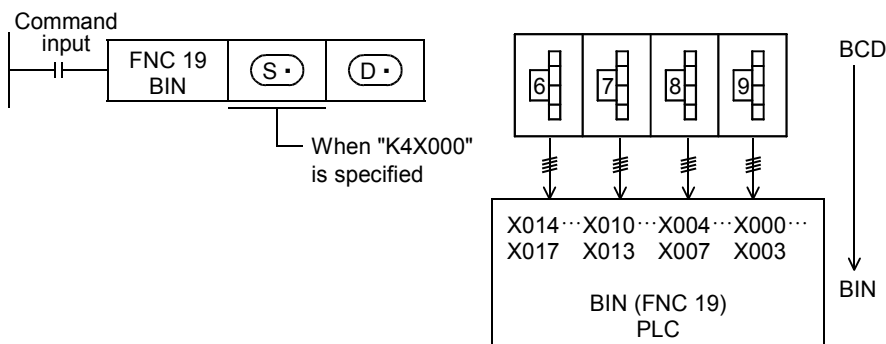 Command
input
FNC 19
BIN
S·
D·
When "K4X000"
is specified
6 7 8 9
BCD
X014···X010···X004···X000···
X017 X013 X007 X003
BIN (FNC 19)
PLC
BIN